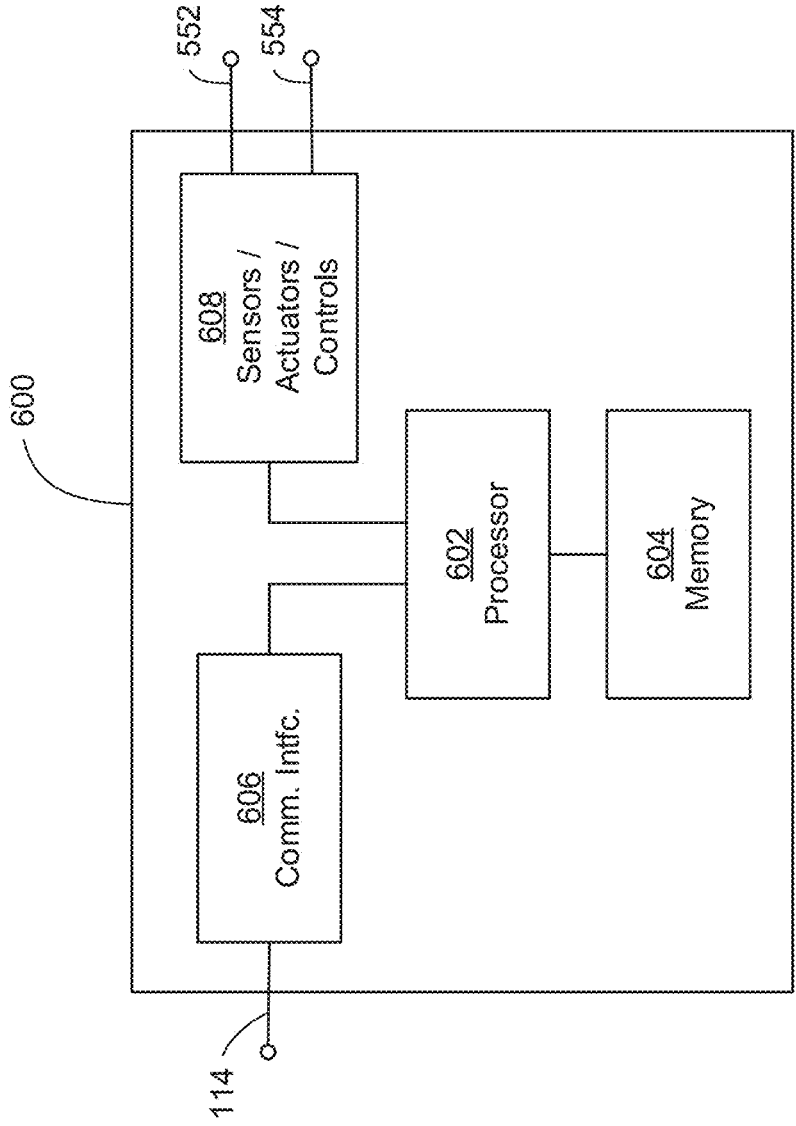 600
552
554
114
606
Comm. Intfc.
608
Sensors /
Actuators /
Controls
602
Processor
604
Memory